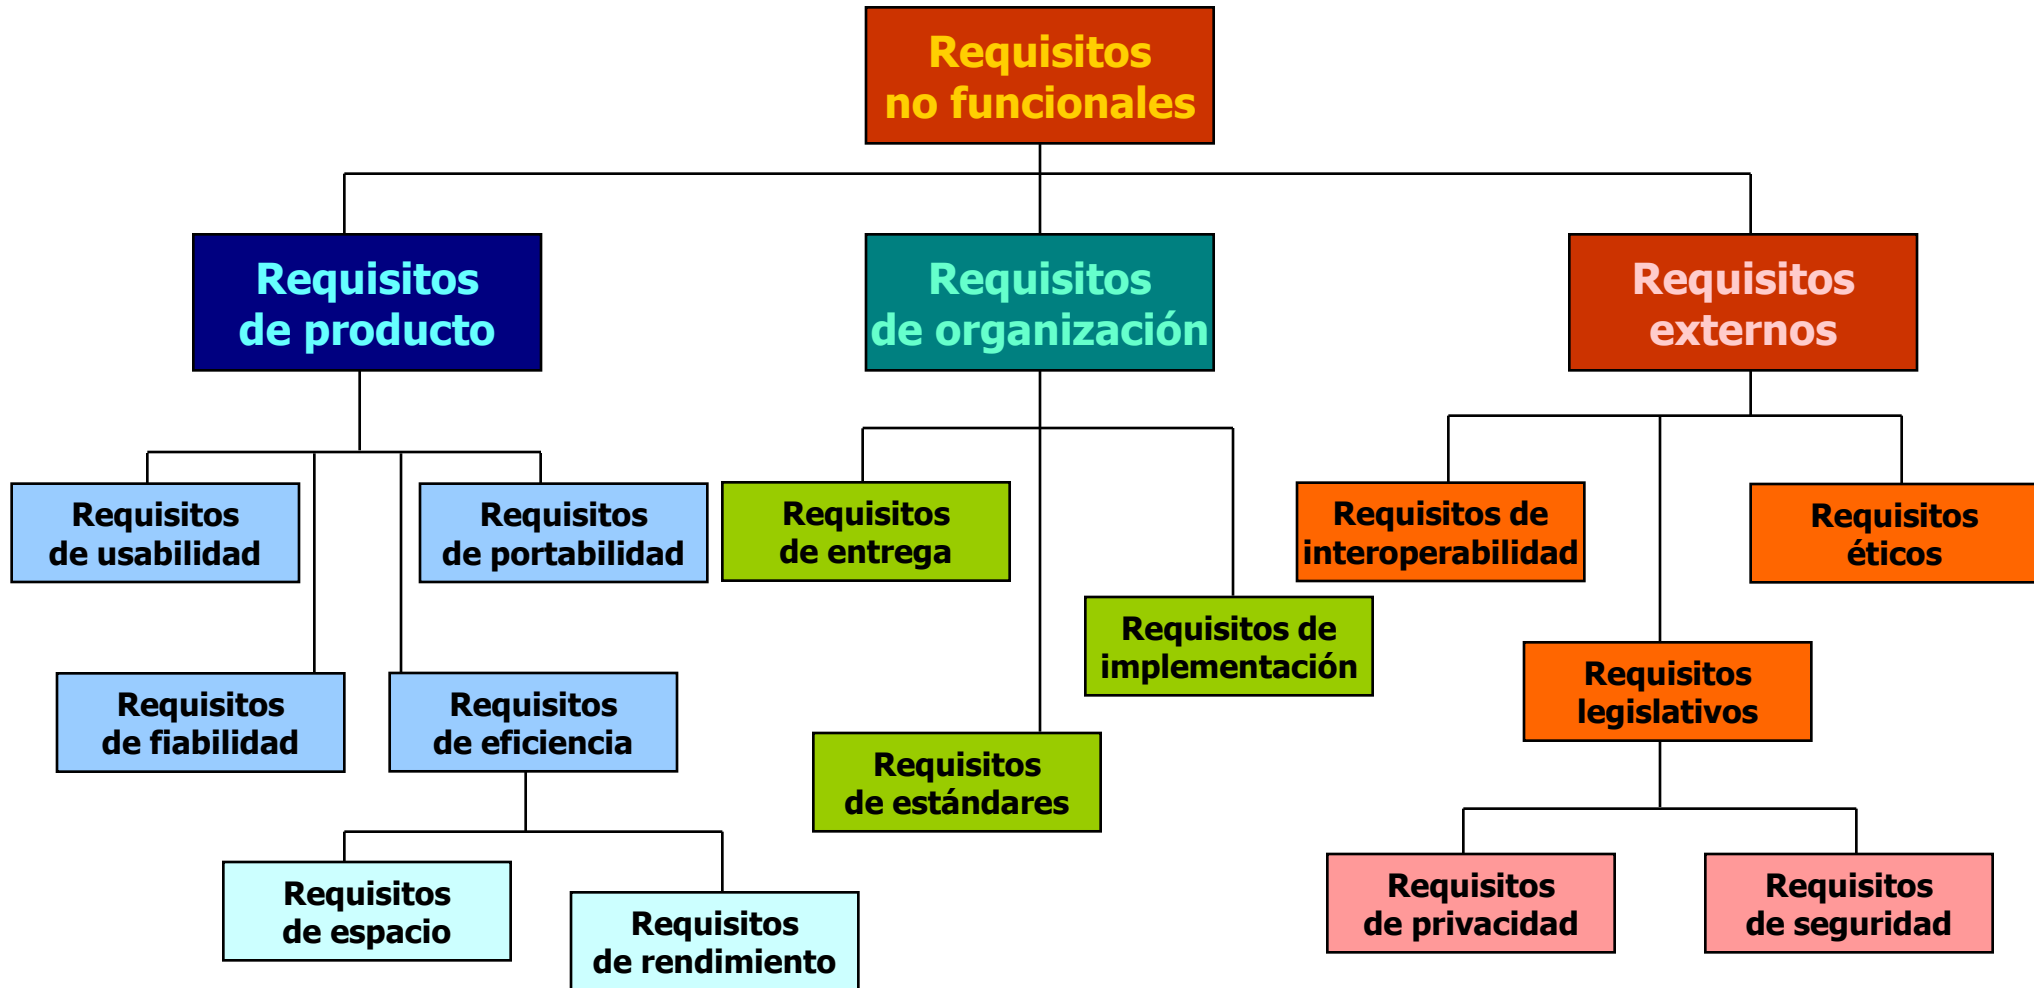 Requisitos
no funcionales
Requisitos
de producto
Requisitos
de organización
Requisitos
externos
Requisitos
de usabilidad
Requisitos
de portabilidad
Requisitos
de entrega
Requisitos de
interoperabilidad
Requisitos
éticos
Requisitos de
implementación
Requisitos
legislativos
Requisitos
de fiabilidad
Requisitos
de eficiencia
Requisitos
de estándares
Requisitos
de espacio
Requisitos
de rendimiento
Requisitos
de privacidad
Requisitos
de seguridad